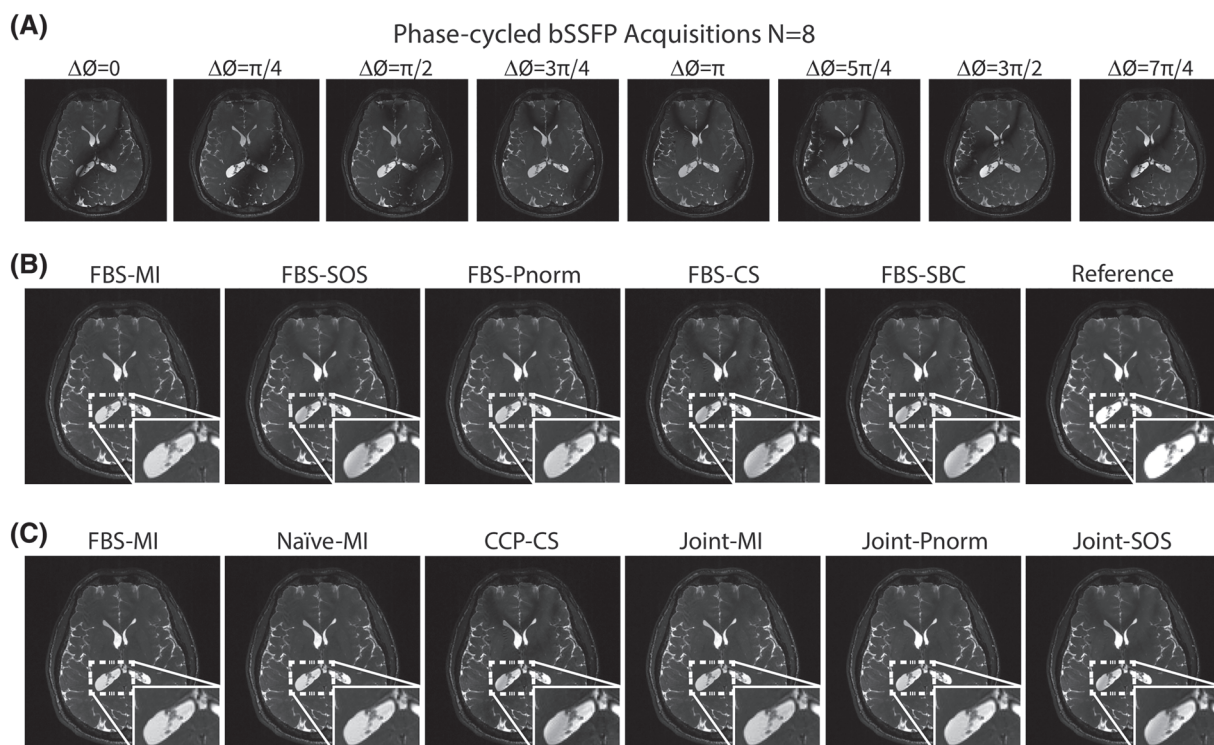 (A)
Phase-cycled bSSFP Acquisitions N=8
ΔØ=0 ΔØ=π/4 ΔØ=π/2 ΔØ=3π/4 ΔØ=π ΔØ=5π/4 ΔØ=3π/2 ΔØ=7π/4
(B)
FBS-MI FBS-SOS FBS-Pnorm FBS-CS FBS-SBC Reference
(C)
FBS-MI Naïve-MI CCP-CS Joint-MI Joint-Pnorm Joint-SOS